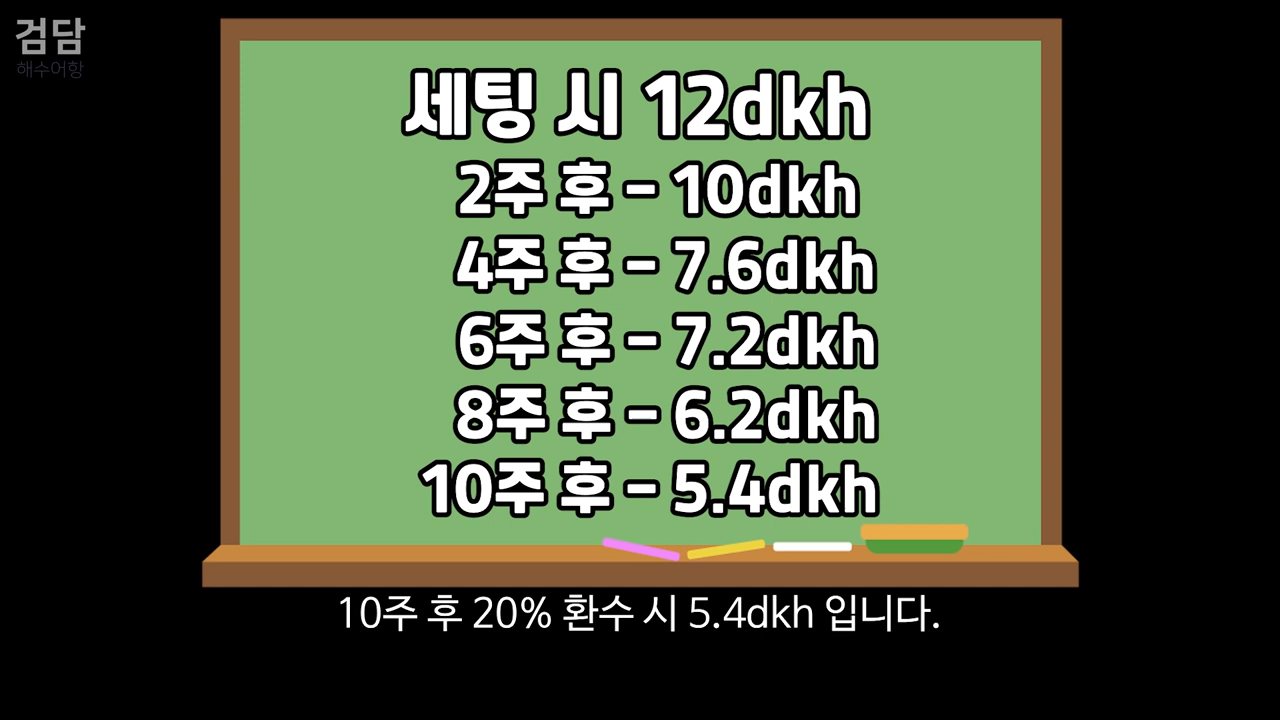 검담
해수어항
세팅 시 12dkh
2주 후 - 10dkh
4주 후 - 7.6dkh
6주 후 - 7.2dkh
8주 후 - 6.2dkh
10주 후 - 5.4dkh
10주 후 20% 환수 시 5.4dkh 입니다.